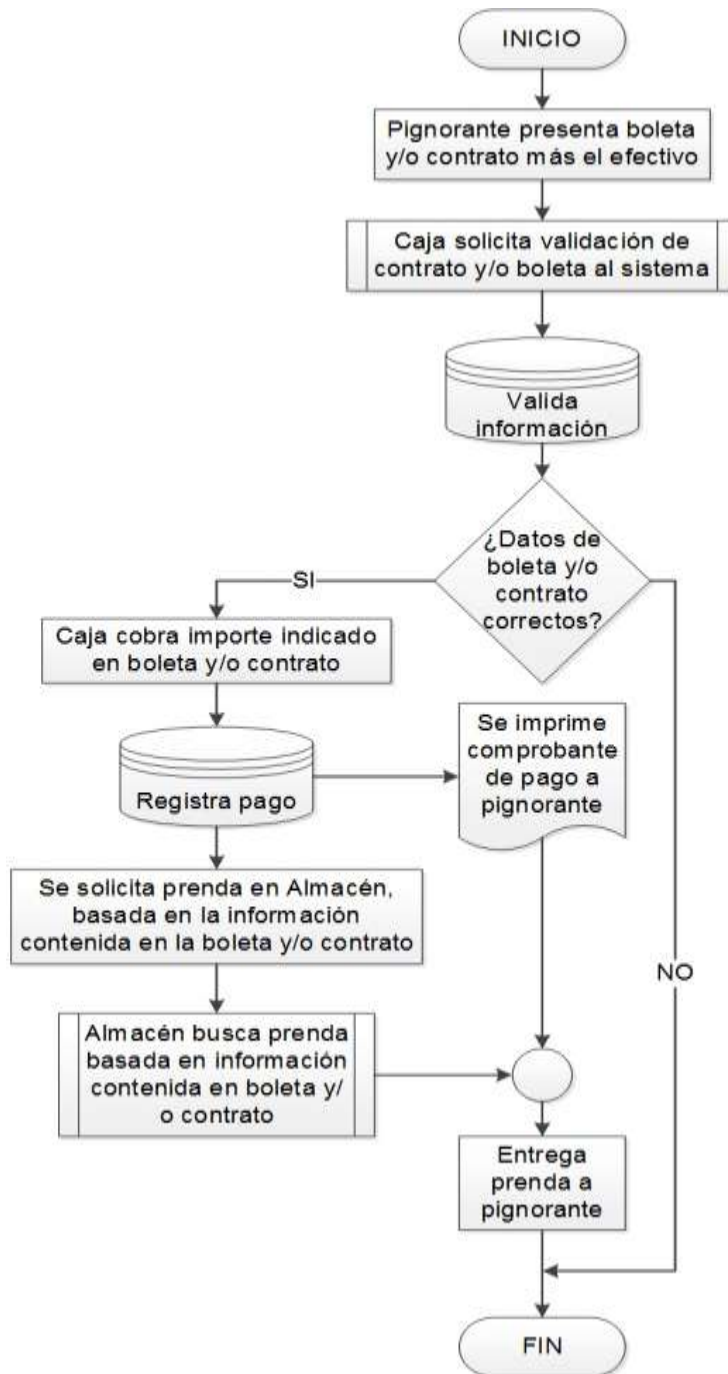 INICIO
Pignorante presenta boleta
y/o contrato más el efectivo
Caja solicita validación de
contrato y/o boleta al sistema
Valida
información
¿Datos de
boleta y/o
contrato
correctos?
SI
Caja cobra importe indicado
en boleta y/o contrato
Registra pago
Se imprime
comprobante
de pago a
pignorante
Se solicita prenda en Almacén,
basada en la información
contenida en la boleta y/o contrato
NO
Almacén busca prenda
basada en información
contenida en boleta y/
o contrato
Entrega
prenda a
pignorante
FIN